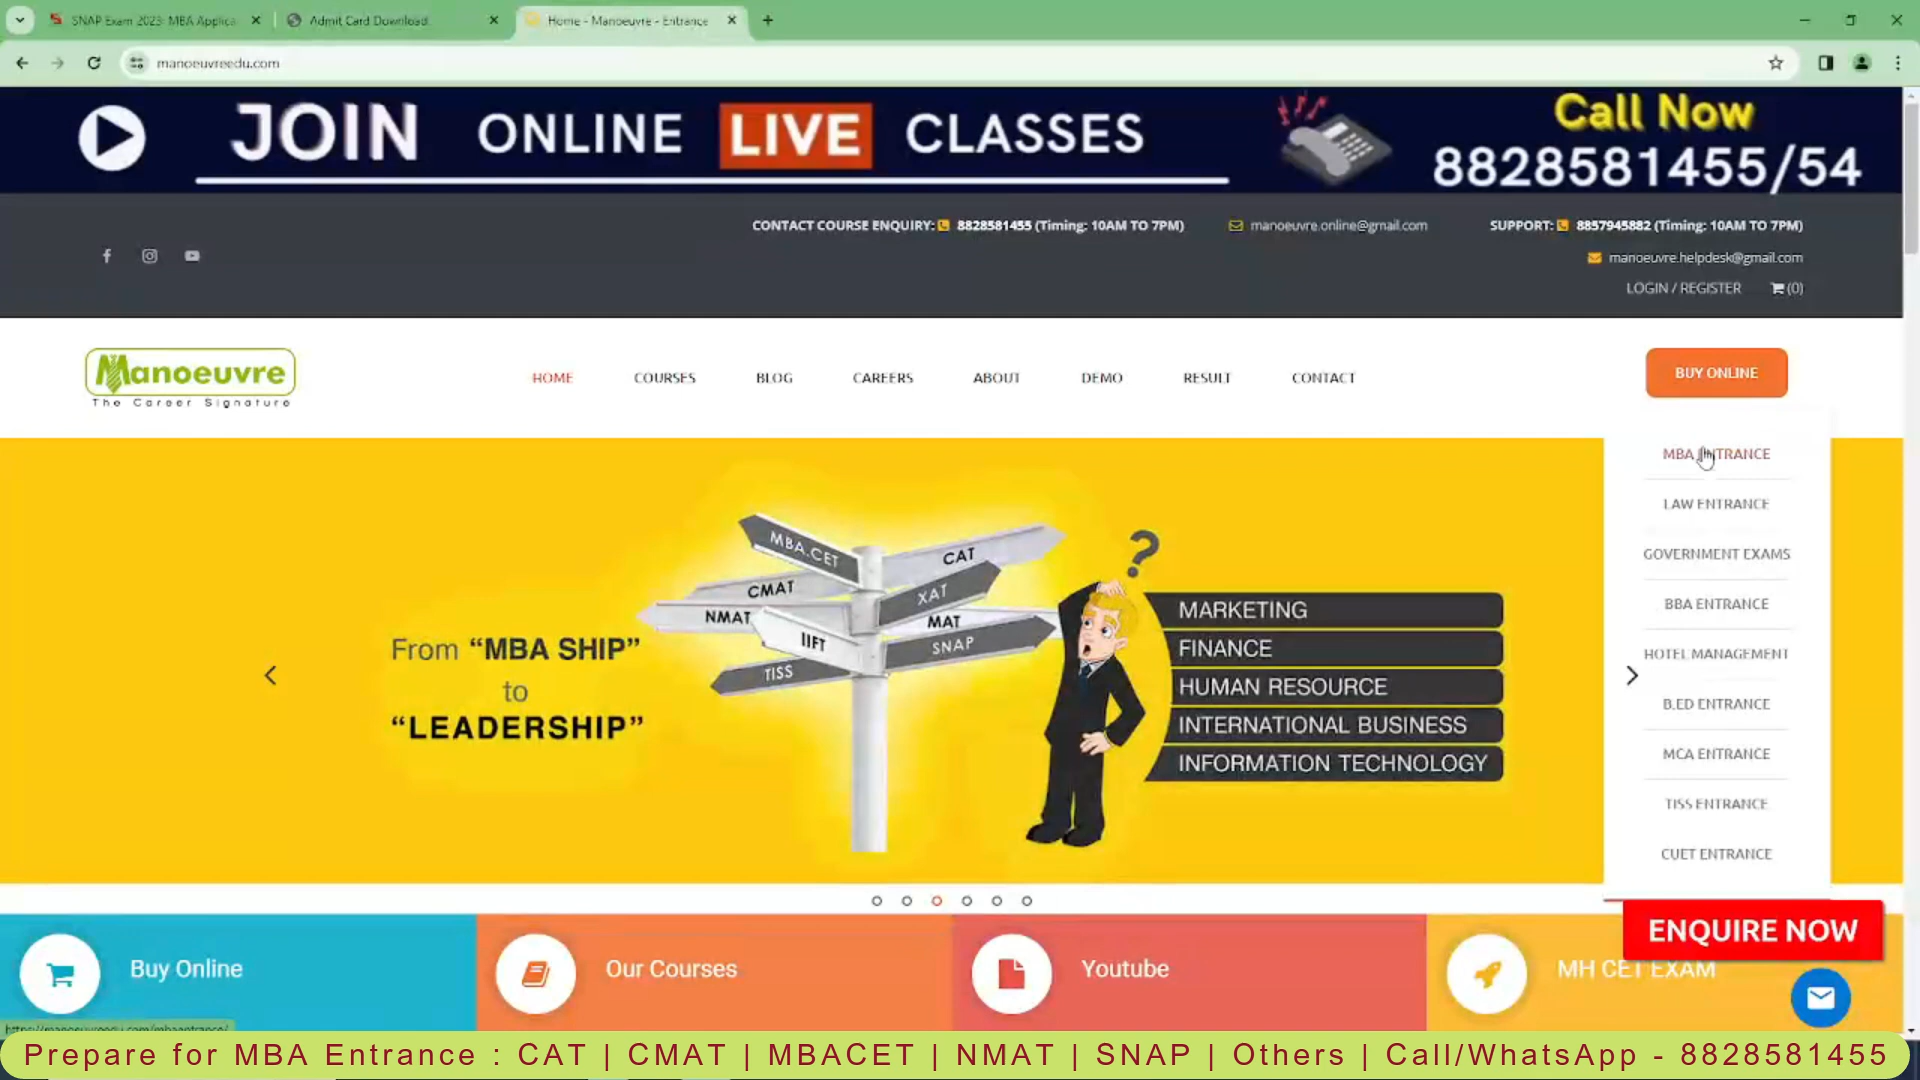 SNAP Exam 2023: MBA Applica
Admit Card Download
Home - Manoeuvre - Entrance
manoeuvreedu.com
JOIN ONLINE LIVE CLASSES
Call Now
8828581455/54
CONTACT COURSE ENQUIRY: 8828581455 (Timing: 10AM TO 7PM)
manoeuvre.online@gmail.com
SUPPORT: 8857945882 (Timing: 10AM TO 7PM)
manoeuvre.helpdesk@gmail.com
LOGIN / REGISTER (0)
Manoeuvre
The Career Signature
HOME COURSES BLOG CAREERS ABOUT DEMO RESULT CONTACT
BUY ONLINE
MBA ENTRANCE
LAW ENTRANCE
GOVERNMENT EXAMS
BBA ENTRANCE
HOTEL MANAGEMENT
B.ED ENTRANCE
MCA ENTRANCE
TISS ENTRANCE
CUET ENTRANCE
From “MBA SHIP”
to
“LEADERSHIP”
MBA.CET
CAT
CMAT
XAT
NMAT
MAT
IIFT
SNAP
TISS
?
MARKETING
FINANCE
HUMAN RESOURCE
INTERNATIONAL BUSINESS
INFORMATION TECHNOLOGY
ENQUIRE NOW
Buy Online
Our Courses
Youtube
MH CET EXAM
https://manoeuvreedu.com/mbaentrance/
Prepare for MBA Entrance : CAT | CMAT | MBACET | NMAT | SNAP | Others | Call/WhatsApp - 8828581455